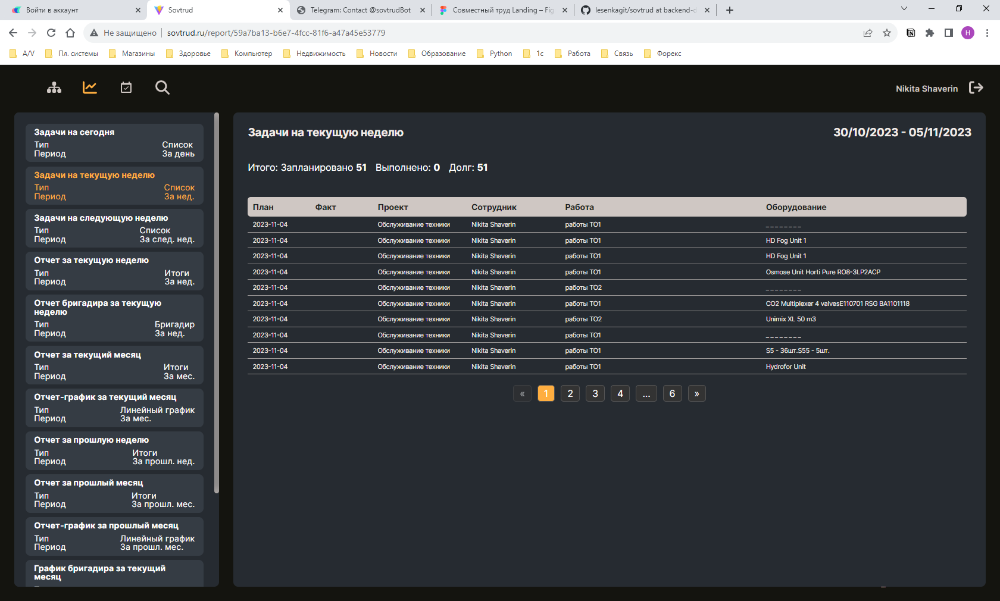 Войти в аккаунт
Sovtrud
Telegram: Contact @sovtrudBot
Совместный труд Landing – Fig
lesenkagit/sovtrud at backend-d
Не защищено
sovtrud.ru/report/59a7ba13-b6e7-4fcc-81f6-a47a45e53779
Н
A/V
Пл. системы
Магазины
Здоровье
Компьютер
Недвижимость
Новости
Образование
Python
1с
Работа
Связь
Форекс
Nikita Shaverin
Задачи на сегодня
Тип Список
Период За день
Задачи на текущую неделю
Тип Список
Период За нед.
Задачи на следующую неделю
Тип Список
Период За след. нед.
Отчет за текущую неделю
Тип Итоги
Период За нед.
Отчет бригадира за текущую
неделю
Тип Бригадир
Период За нед.
Отчет за текущий месяц
Тип Итоги
Период За мес.
Отчет-график за текущий месяц
Тип Линейный график
Период За мес.
Отчет за прошлую неделю
Тип Итоги
Период За прошл. нед.
Отчет за прошлый месяц
Тип Итоги
Период За прошл. мес.
Отчет-график за прошлый месяц
Тип Линейный график
Период За прошл. мес.
График бригадира за текущий
месяц
Задачи на текущую неделю
30/10/2023 - 05/11/2023
Итого: Запланировано 51 Выполнено: 0 Долг: 51
План Факт Проект Сотрудник Работа Оборудование
2023-11-04 Обслуживание техники Nikita Shaverin работы ТО1 _ _ _ _ _ _ _ _
2023-11-04 Обслуживание техники Nikita Shaverin работы ТО1 HD Fog Unit 1
2023-11-04 Обслуживание техники Nikita Shaverin работы ТО1 HD Fog Unit 1
2023-11-04 Обслуживание техники Nikita Shaverin работы ТО1 Osmose Unit Horti Pure RO8-3LP2ACP
2023-11-04 Обслуживание техники Nikita Shaverin работы ТО2 _ _ _ _ _ _ _ _
2023-11-04 Обслуживание техники Nikita Shaverin работы ТО1 CO2 Multiplexer 4 valvesE110701 RSG BA1101118
2023-11-04 Обслуживание техники Nikita Shaverin работы ТО2 Unimix XL 50 m3
2023-11-04 Обслуживание техники Nikita Shaverin работы ТО1 _ _ _ _ _ _ _ _
2023-11-04 Обслуживание техники Nikita Shaverin работы ТО1 S5 - 36шт.S55 - 5шт.
2023-11-04 Обслуживание техники Nikita Shaverin работы ТО1 Hydrofor Unit
« 1 2 3 4 ... 6 »